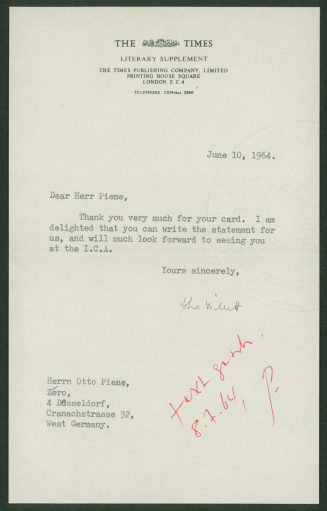 THE TIMES
LITERARY SUPPLEMENT
THE TIMES PUBLISHING COMPANY, LIMITED
PRINTING HOUSE SQUARE
LONDON, E.C.4
TELEPHONE: CENTRAL 2000
June 10, 1964.
Dear Herr Piene,
Thank you very much for your card. I am
delighted that you can write the statement for
us, and will much look forward to seeing you
at the I.C.A.
Yours sincerely,
John Willett
Herrn Otto Piene,
Zéro,
4 Düsseldorf,
Cranachstrasse 32,
West Germany.
text
8.7.64,
P